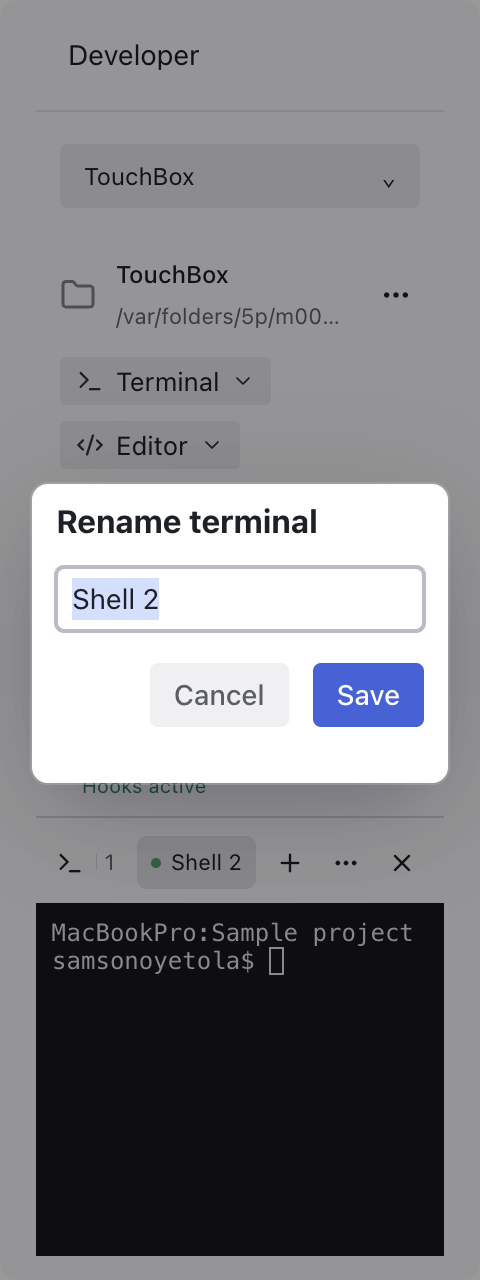 Developer
TouchBox
TouchBox
/var/folders/5p/m00...
Terminal
</> Editor
Rename terminal
Shell 2
Cancel Save
Hooks active
>_ 1 Shell 2 + ... ×
MacBookPro:Sample project
samsonoyetola$